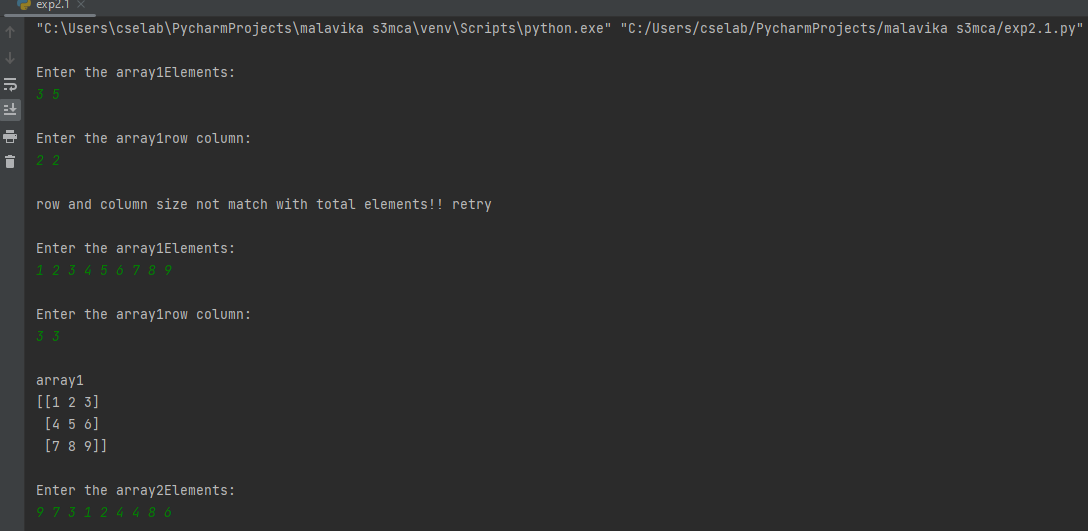 exp2.1
"C:\Users\cselab\PycharmProjects\malavika s3mca\venv\Scripts\python.exe" "C:/Users/cselab/PycharmProjects/malavika s3mca/exp2.1.py"
Enter the array1Elements:
3 5
Enter the array1row column:
2 2
row and column size not match with total elements!! retry
Enter the array1Elements:
1 2 3 4 5 6 7 8 9
Enter the array1row column:
3 3
array1
[[1 2 3]
[4 5 6]
[7 8 9]]
Enter the array2Elements:
9 7 3 1 2 4 4 8 6